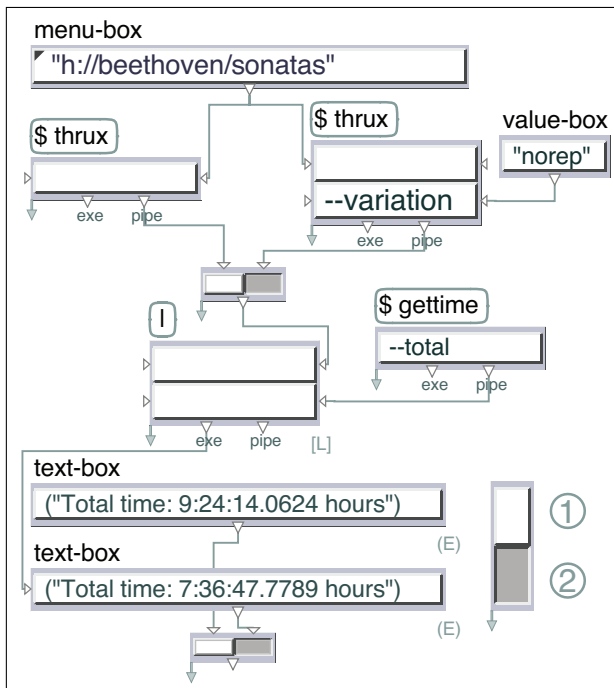 menu-box
"h://beethoven/sonatas"
$ thrux
$ thrux
value-box
"norep"
--variation
exe pipe
exe pipe
|
$ gettime
--total
exe pipe
exe pipe
[L]
text-box
("Total time: 9:24:14.0624 hours")
(E)
text-box
("Total time: 7:36:47.7789 hours")
(E)
①
②